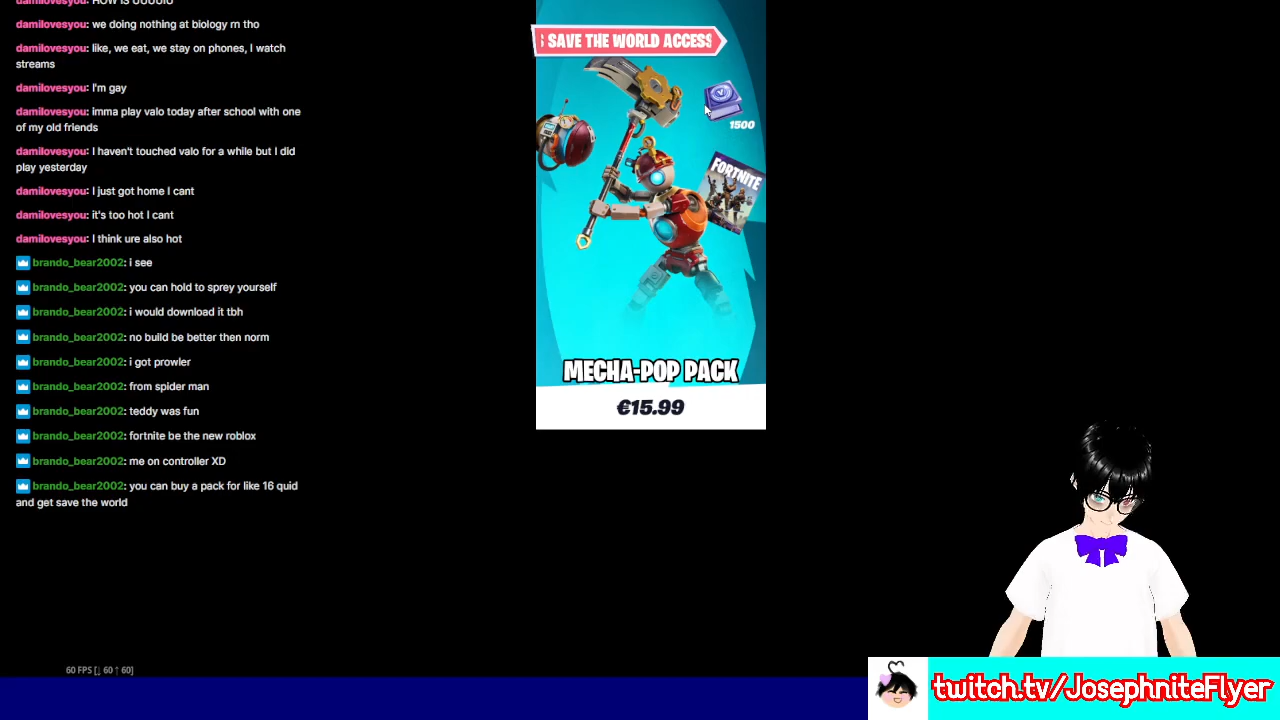 damilovesyou: HOW IS UUUUIU
damilovesyou: we doing nothing at biology rn tho
damilovesyou: like, we eat, we stay on phones, I watch
streams
damilovesyou: I'm gay
damilovesyou: imma play valo today after school with one
of my old friends
damilovesyou: I haven't touched valo for a while but I did
play yesterday
damilovesyou: I just got home I cant
damilovesyou: it's too hot I cant
damilovesyou: I think ure also hot
brando_bear2002: i see
brando_bear2002: you can hold to sprey yourself
brando_bear2002: i would download it tbh
brando_bear2002: no build be better then norm
brando_bear2002: i got prowler
brando_bear2002: from spider man
brando_bear2002: teddy was fun
brando_bear2002: fortnite be the new roblox
brando_bear2002: me on controller XD
brando_bear2002: you can buy a pack for like 16 quid
and get save the world
SAVE THE WORLD ACCESS
V
1500
FORTNITE
MECHA-POP PACK
€15.99
60 FPS [↓ 60 ↑ 60]
twitch.tv/JosephniteFlyer